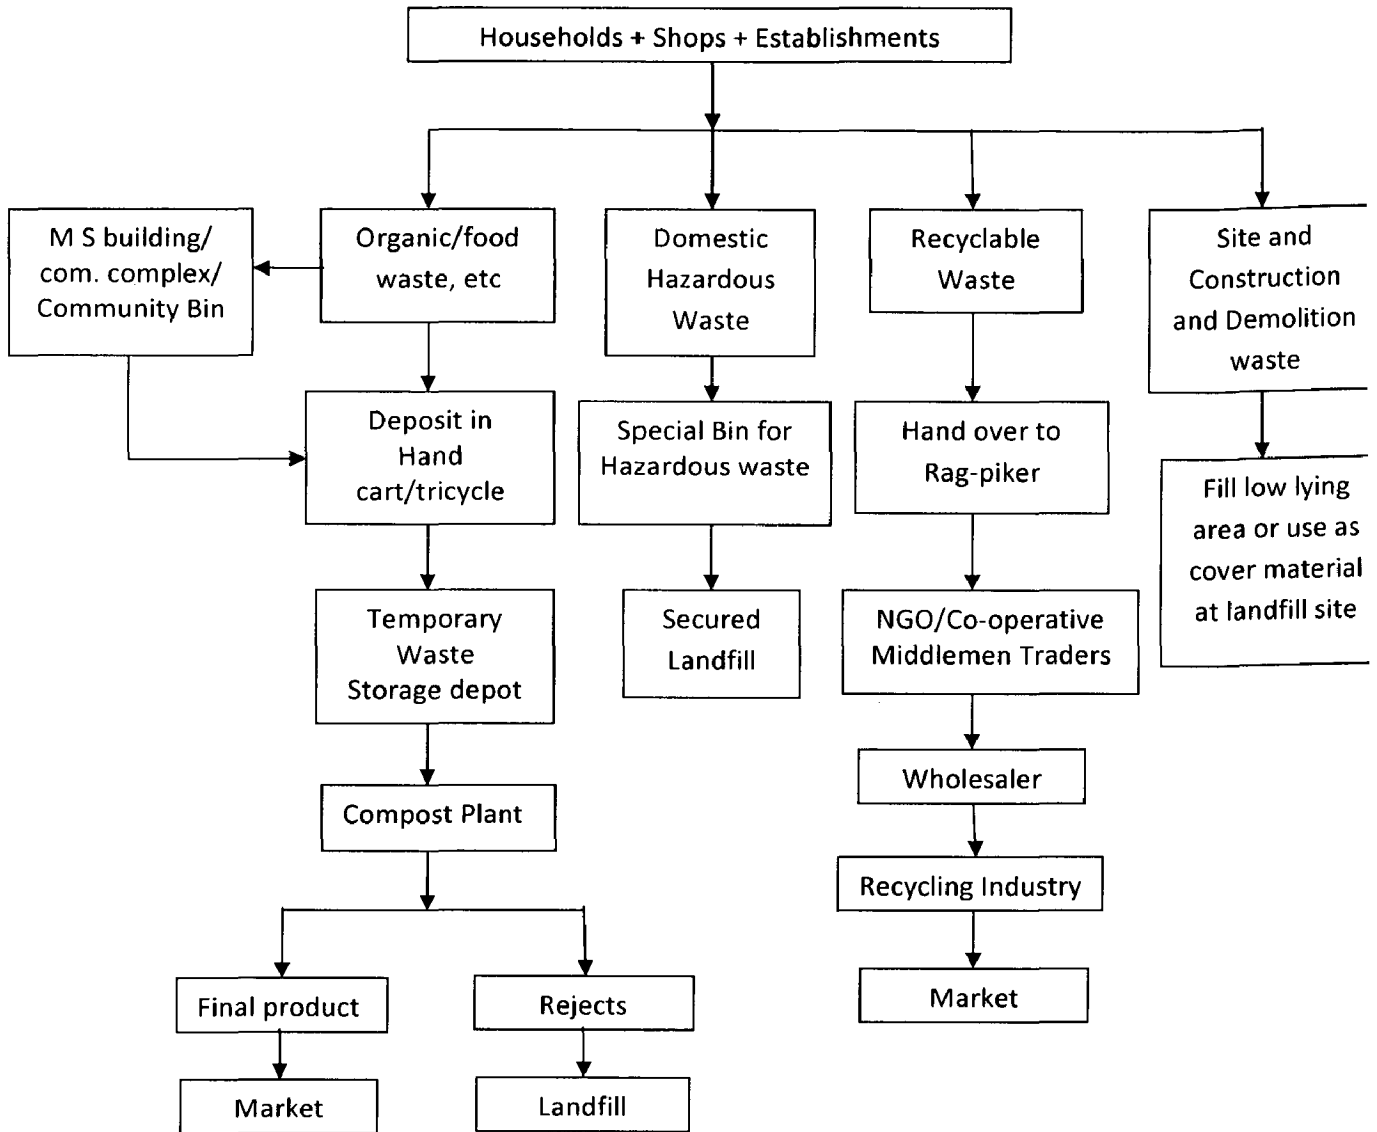 Households + Shops + Establishments
M S building/
com. complex/
Community Bin
Organic/food
waste, etc
Domestic
Hazardous
Waste
Recyclable
Waste
Site and
Construction
and Demolition
waste
Deposit in
Hand
cart/tricycle
Special Bin for
Hazardous waste
Hand over to
Rag-piker
Fill low lying
area or use as
cover material
at landfill site
Temporary
Waste
Storage depot
Secured
Landfill
NGO/Co-operative
Middlemen Traders
Wholesaler
Compost Plant
Recycling Industry
Final product
Rejects
Market
Market
Landfill